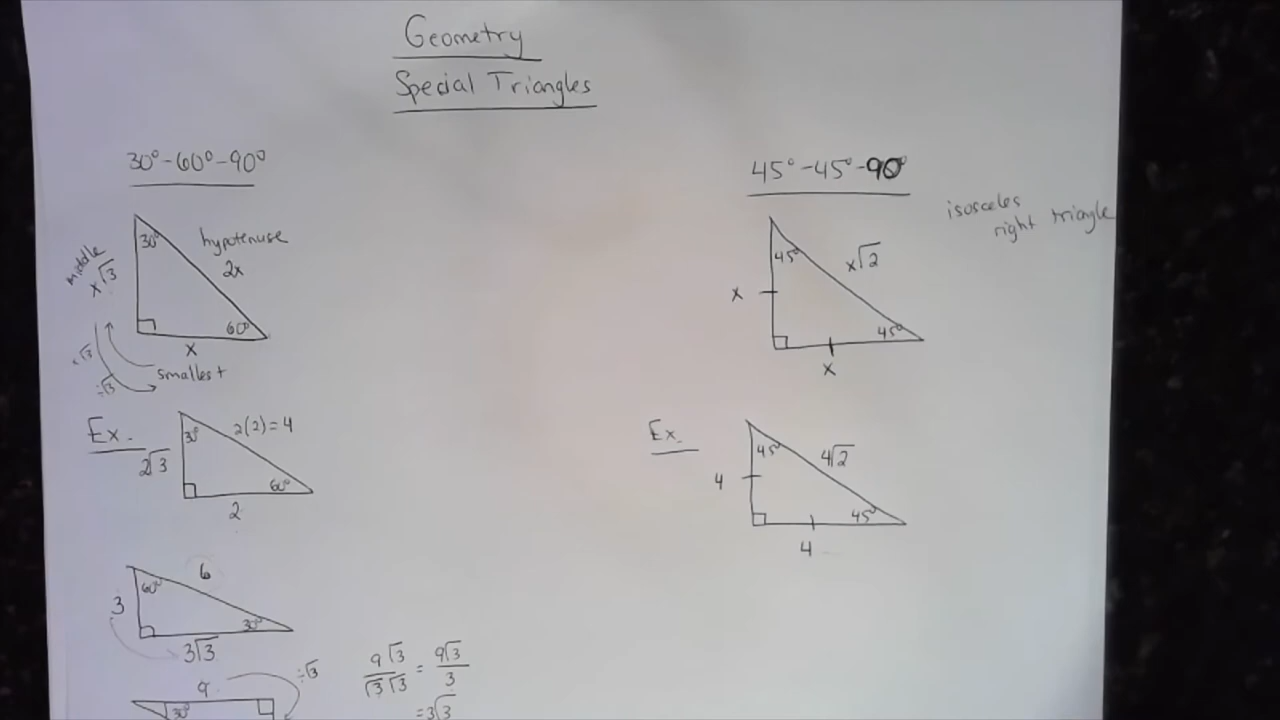 Geometry
Special Triangles
30°-60°-90°
30°
hypotenuse
2x
middle
x√3
60°
x
smallest
÷√3
Ex.
30°
2(2)=4
2√3
60°
2
60°
6
3
30°
3√3
9
÷√3
30°
9√3/√3√3 = 9√3/3
=3√3
45°-45°-90°
isosceles
right triangle
45°
x√2
x
45°
x
Ex.
45°
4√2
4
45°
4